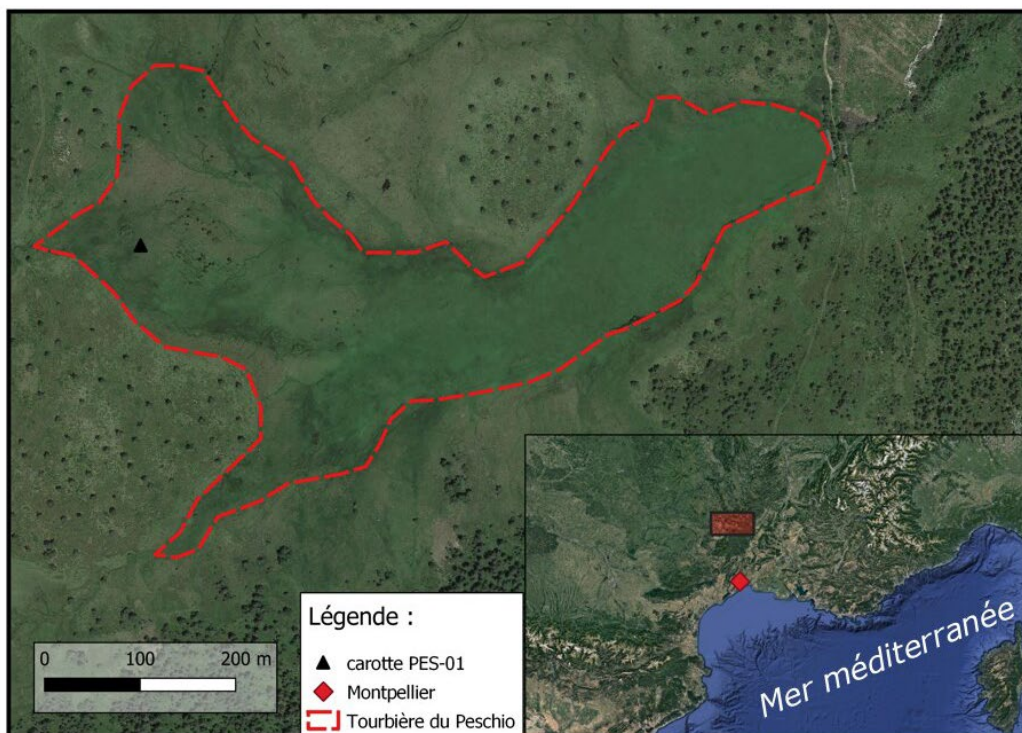 Légende :
carotte PES-01
Montpellier
Tourbière du Peschio
0 100 200 m
Mer méditerranée